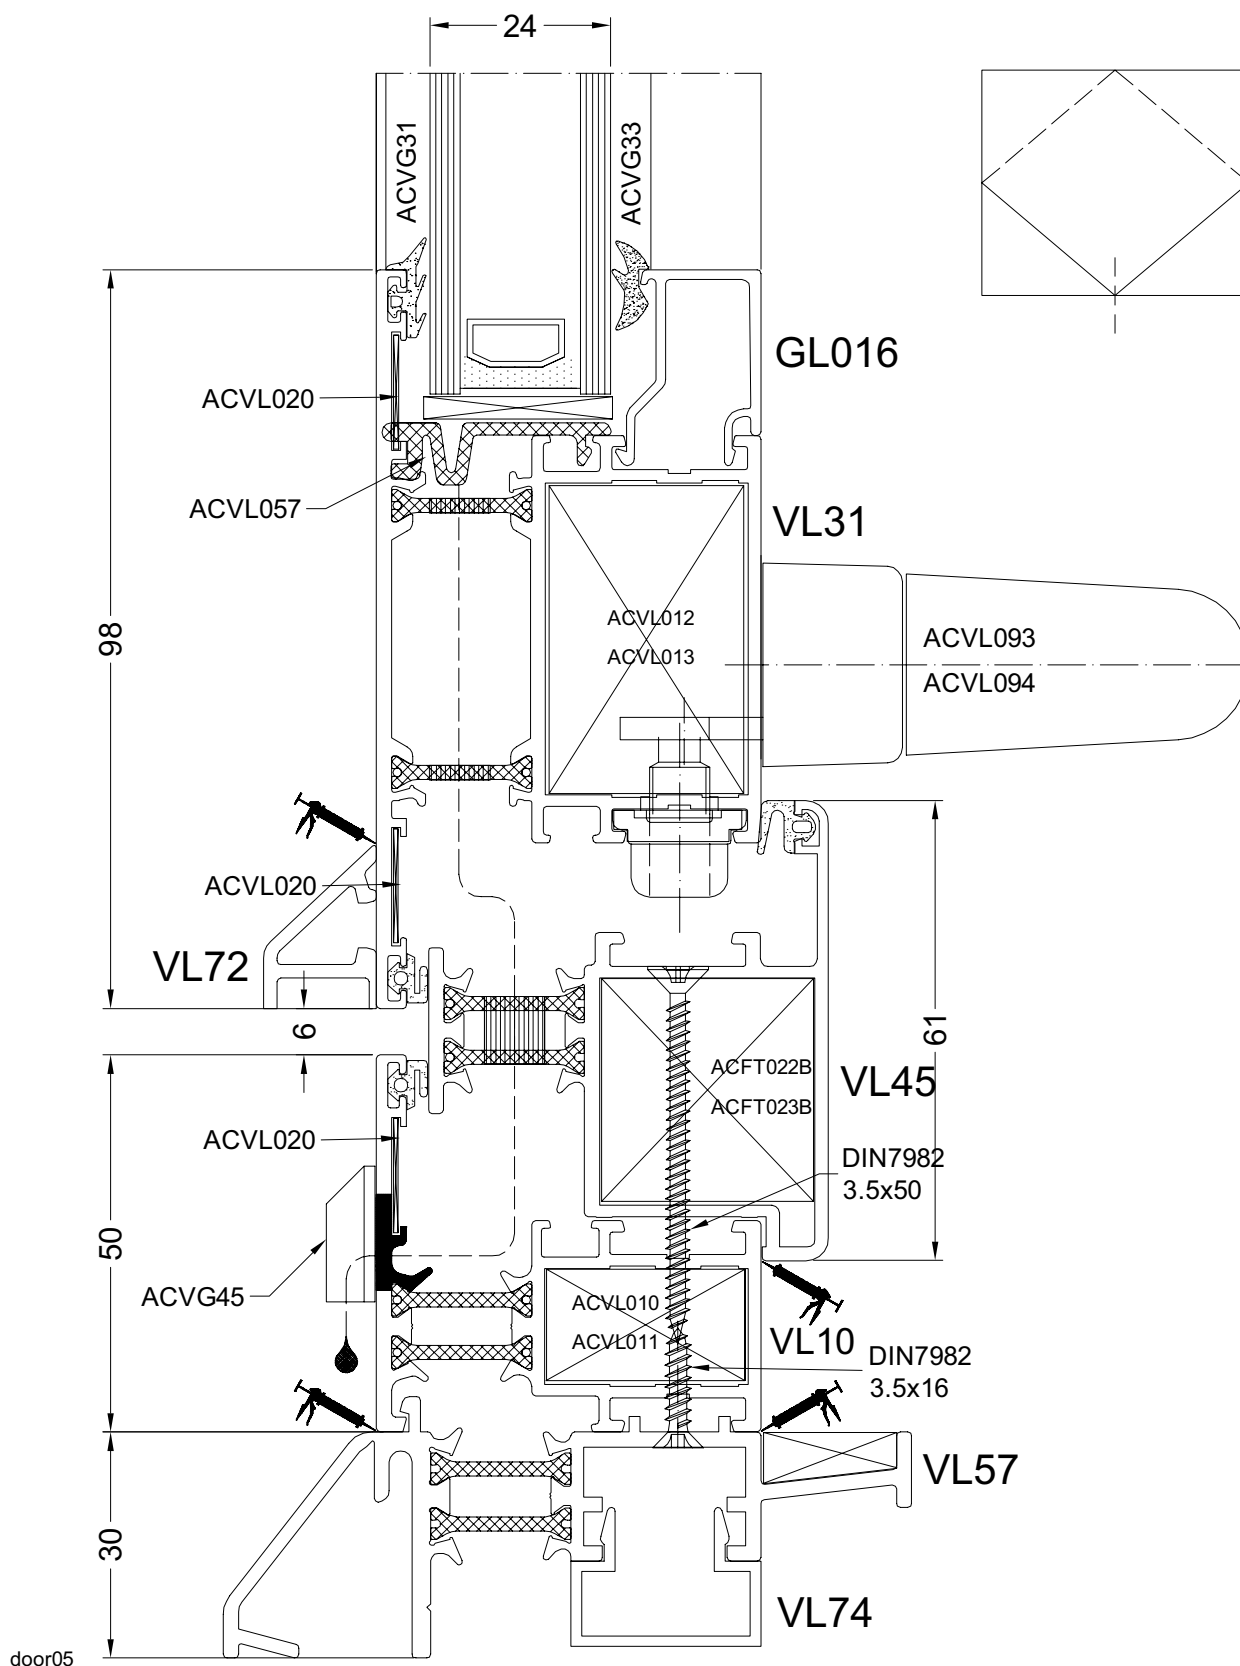 24
ACVG31
ACVG33
GL016
ACVL020
ACVL057
VL31
98
ACVL012
ACVL013
ACVL093
ACVL094
ACVL020
VL72
6
61
ACFT022B
ACFT023B
VL45
ACVL020
DIN7982
3.5x50
50
ACVG45
ACVL010
ACVL011
VL10
DIN7982
3.5x16
VL57
30
VL74
door05